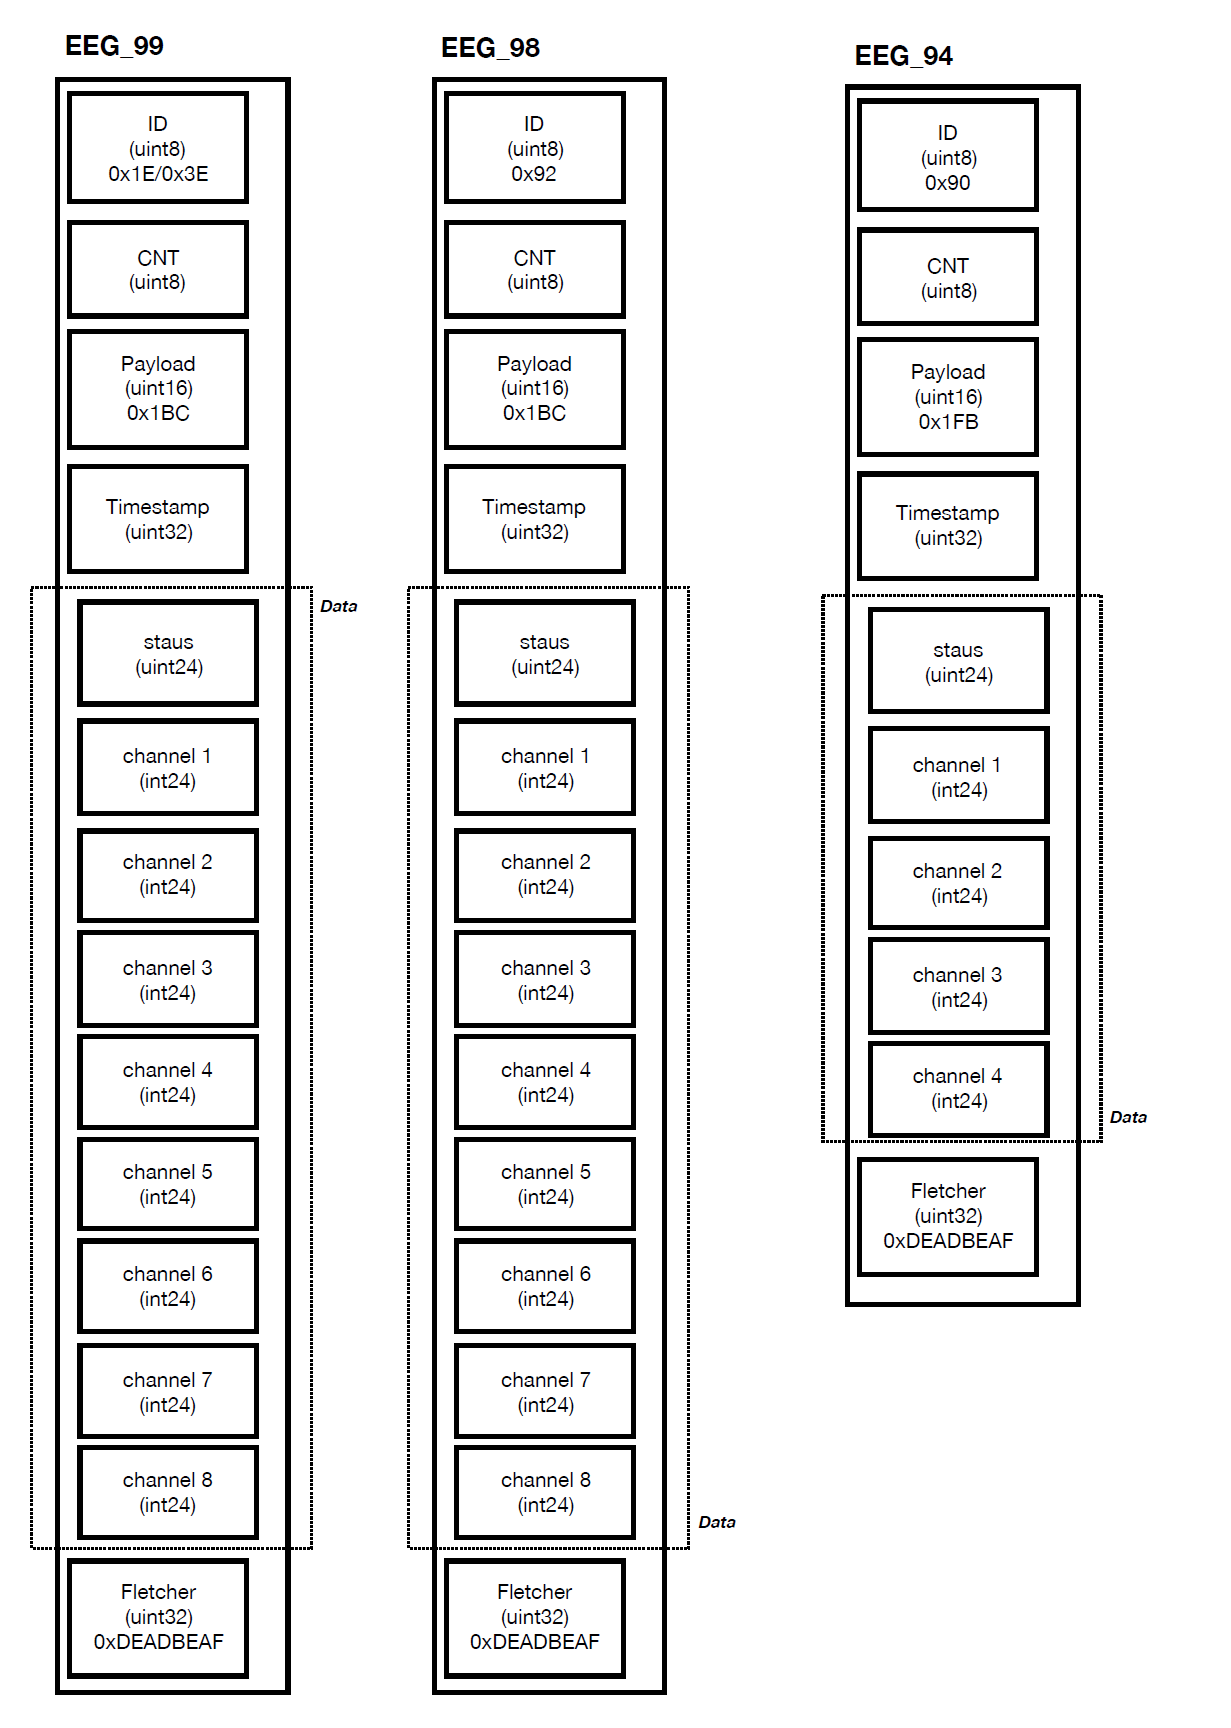 EEG_99
ID
(uint8)
0x1E/0x3E
CNT
(uint8)
Payload
(uint16)
0x1BC
Timestamp
(uint32)
Data
staus
(uint24)
channel 1
(int24)
channel 2
(int24)
channel 3
(int24)
channel 4
(int24)
channel 5
(int24)
channel 6
(int24)
channel 7
(int24)
channel 8
(int24)
Fletcher
(uint32)
0xDEADBEAF
EEG_98
ID
(uint8)
0x92
CNT
(uint8)
Payload
(uint16)
0x1BC
Timestamp
(uint32)
staus
(uint24)
channel 1
(int24)
channel 2
(int24)
channel 3
(int24)
channel 4
(int24)
channel 5
(int24)
channel 6
(int24)
channel 7
(int24)
channel 8
(int24)
Data
Fletcher
(uint32)
0xDEADBEAF
EEG_94
ID
(uint8)
0x90
CNT
(uint8)
Payload
(uint16)
0x1FB
Timestamp
(uint32)
staus
(uint24)
channel 1
(int24)
channel 2
(int24)
channel 3
(int24)
channel 4
(int24)
Data
Fletcher
(uint32)
0xDEADBEAF